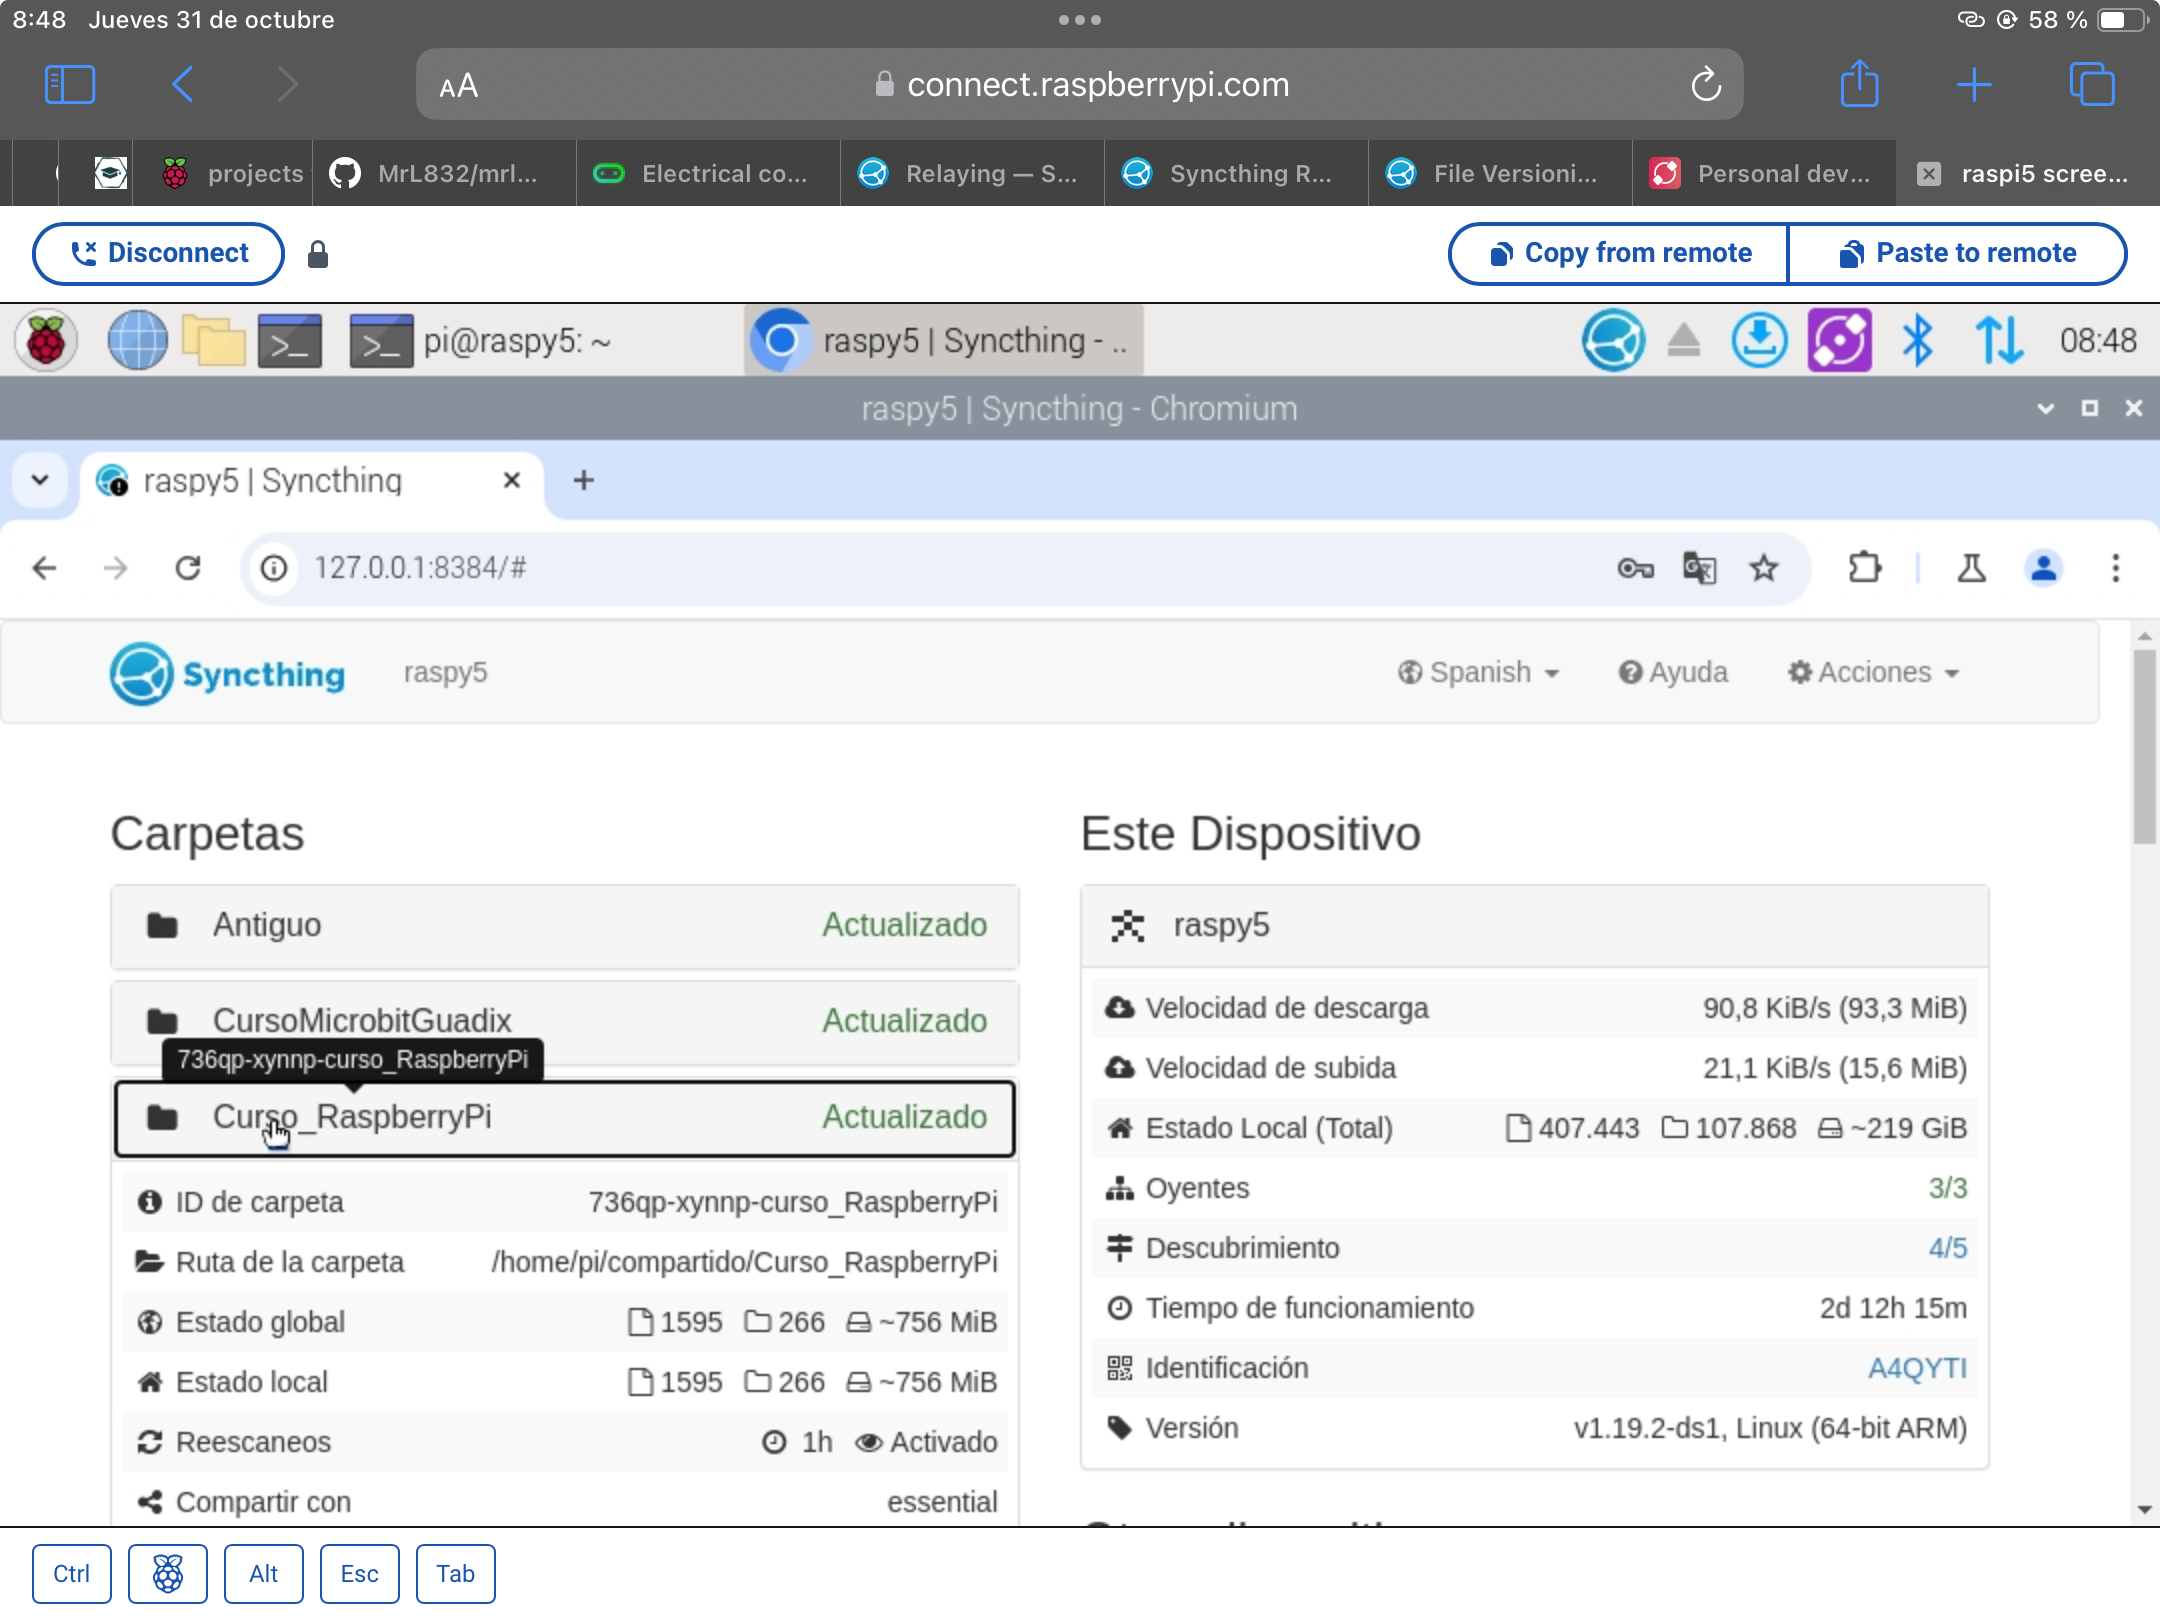 8:48 Jueves 31 de octubre 58 %
AA connect.raspberrypi.com
projects MrL832/mrl... Electrical co... Relaying — S... Syncthing R... File Versioni... Personal dev... raspi5 scree...
Disconnect Copy from remote Paste to remote
pi@raspy5: ~ raspy5 | Syncthing - .. 08:48
raspy5 | Syncthing - Chromium
raspy5 | Syncthing
127.0.0.1:8384/#
Syncthing raspy5 Spanish Ayuda Acciones
Carpetas
Antiguo Actualizado
CursoMicrobitGuadix Actualizado
736qp-xynnp-curso_RaspberryPi
Curso_RaspberryPi Actualizado
ID de carpeta 736qp-xynnp-curso_RaspberryPi
Ruta de la carpeta /home/pi/compartido/Curso_RaspberryPi
Estado global 1595 266 ~756 MiB
Estado local 1595 266 ~756 MiB
Reescaneos 1h Activado
Compartir con essential
Este Dispositivo
raspy5
Velocidad de descarga 90,8 KiB/s (93,3 MiB)
Velocidad de subida 21,1 KiB/s (15,6 MiB)
Estado Local (Total) 407.443 107.868 ~219 GiB
Oyentes 3/3
Descubrimiento 4/5
Tiempo de funcionamiento 2d 12h 15m
Identificación A4QYTI
Versión v1.19.2-ds1, Linux (64-bit ARM)
Ctrl Alt Esc Tab